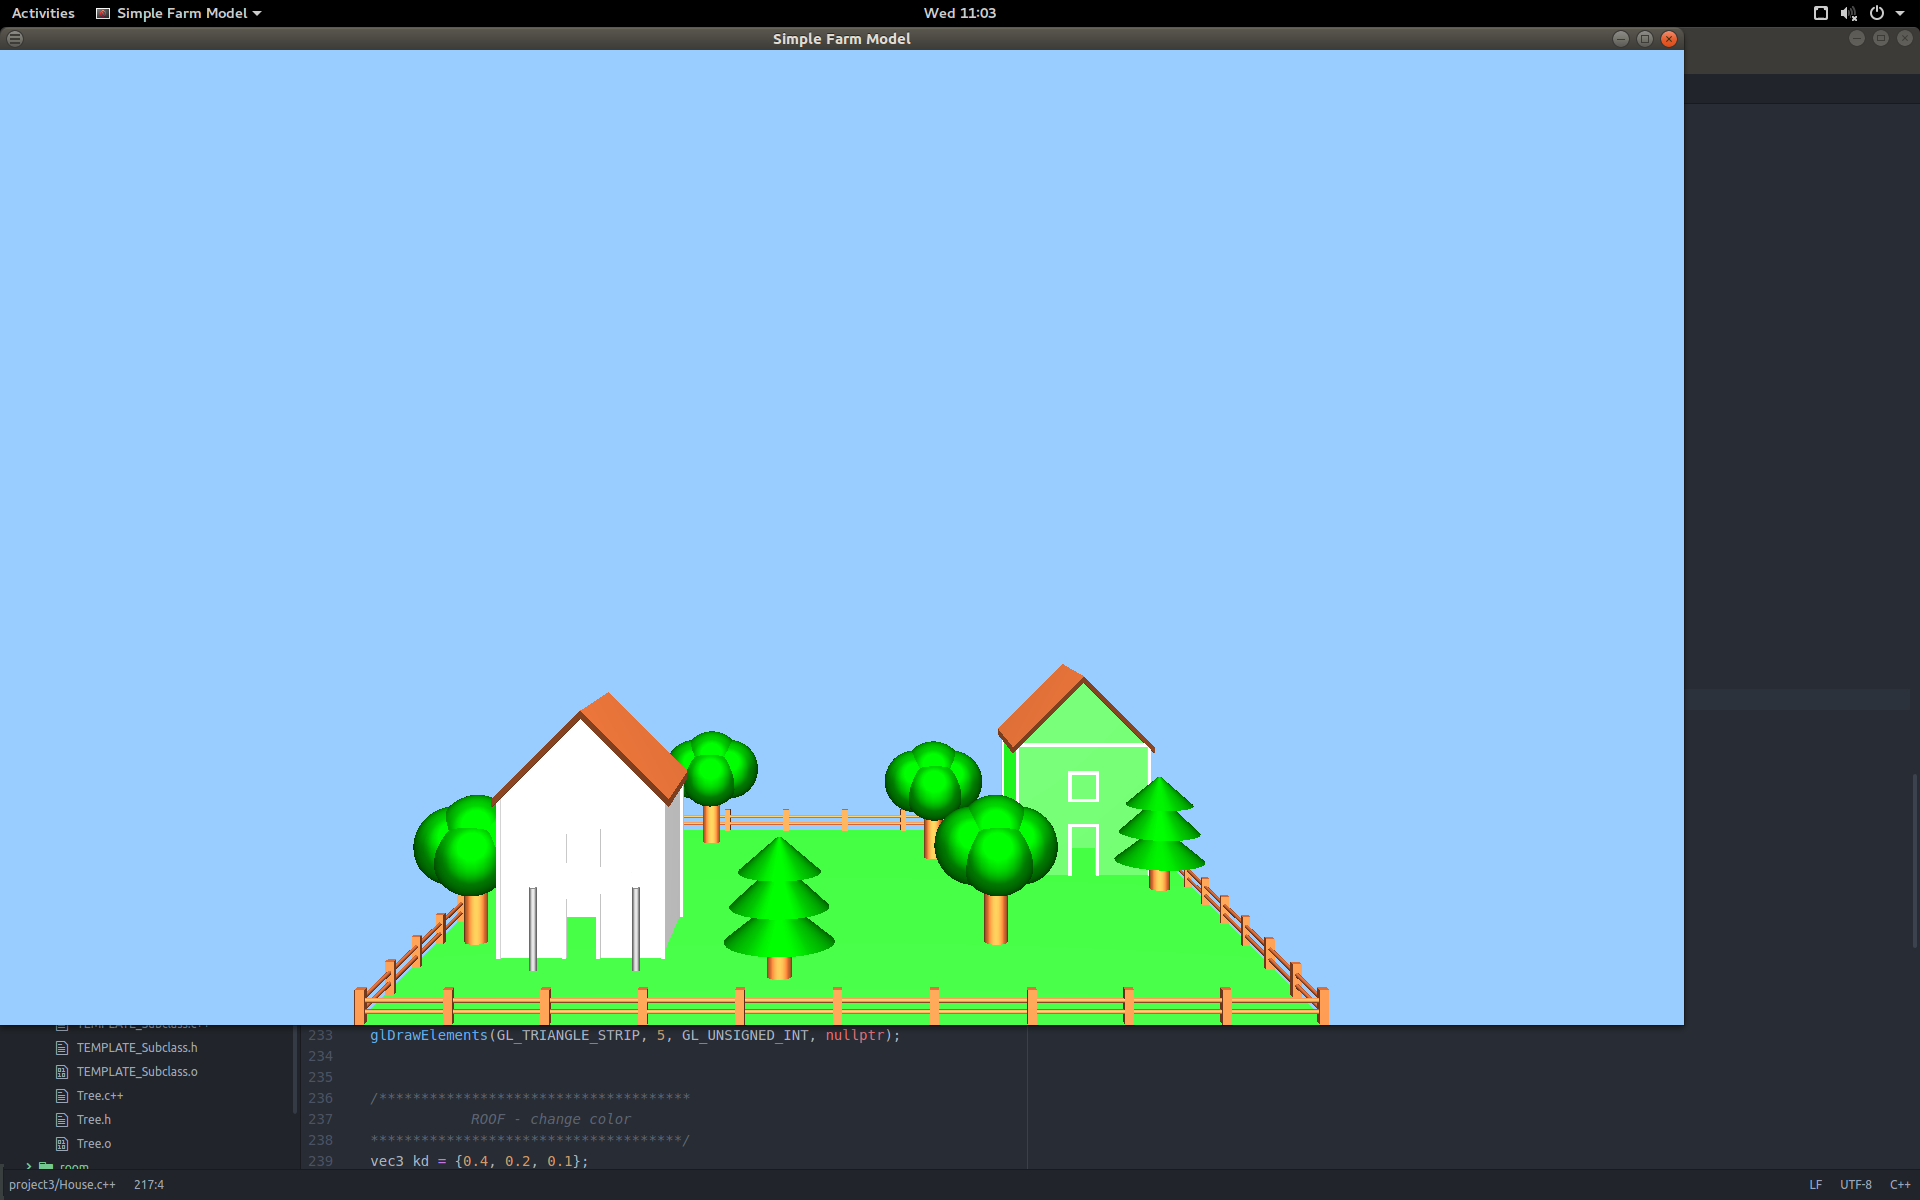 Activities Simple Farm Model Wed 11:03
Simple Farm Model
TEMPLATE_Subclass.c++
TEMPLATE_Subclass.h
TEMPLATE_Subclass.o
Tree.c++
Tree.h
Tree.o
room
233 glDrawElements(GL_TRIANGLE_STRIP, 5, GL_UNSIGNED_INT, nullptr);
234
235
236 /*************************************
237 ROOF - change color
238 *************************************/
239 vec3 kd = {0.4, 0.2, 0.1};
project3/House.c++ 217:4 LF UTF-8 C++